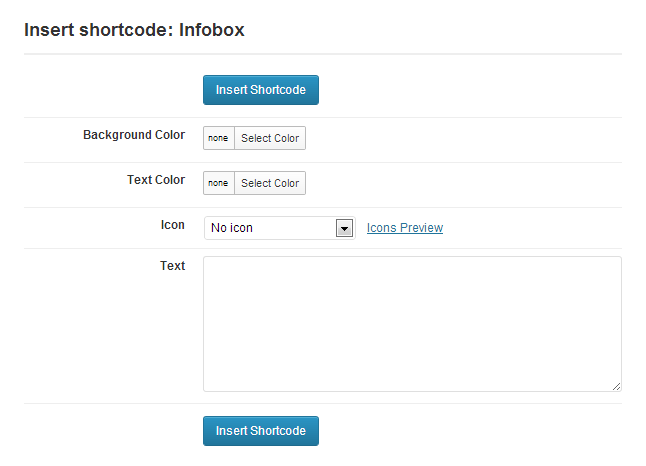 Insert shortcode: Infobox
Insert Shortcode
Background Color none Select Color
Text Color none Select Color
Icon No icon Icons Preview
Text
Insert Shortcode